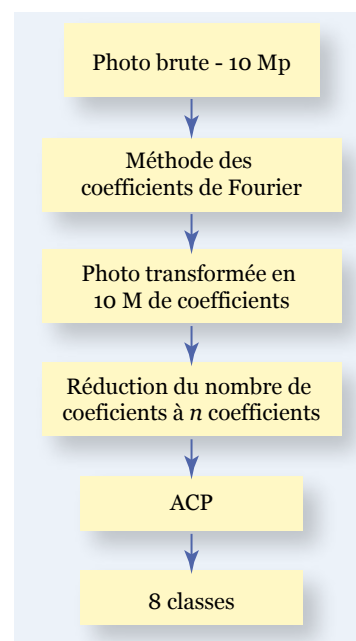 Photo brute - 10 Mp
Méthode des
coefficients de Fourier
Photo transformée en
10 M de coefficients
Réduction du nombre de
coeficients à n coefficients
ACP
8 classes